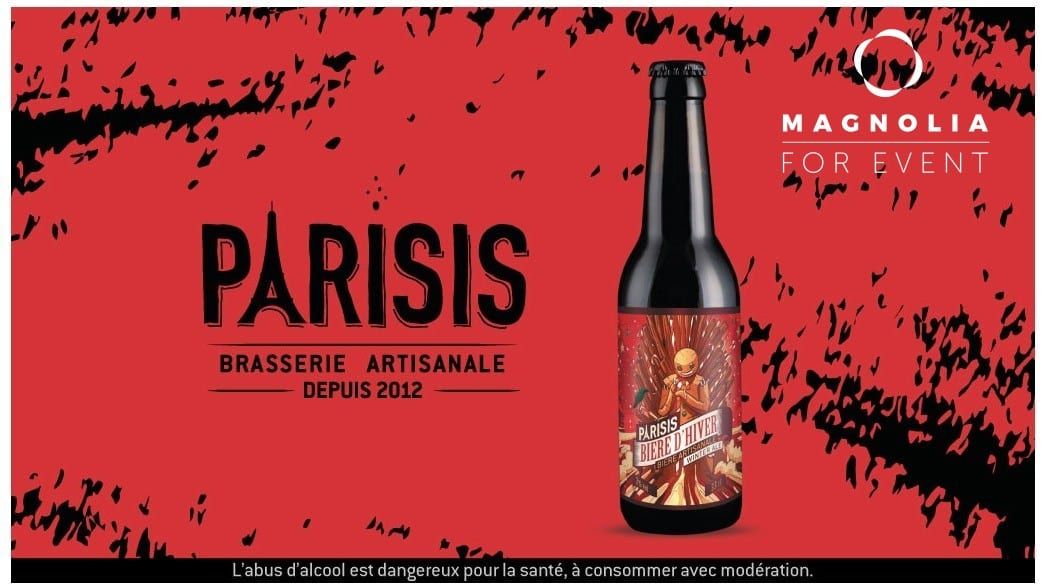 MAGNOLIA
FOR EVENT
PARISIS
BRASSERIE ARTISANALE
DEPUIS 2012
PARISIS
BIÈRE D'HIVER
BIÈRE ARTISANALE
WINTER ALE
L'abus d'alcool est dangereux pour la santé, à consommer avec modération.